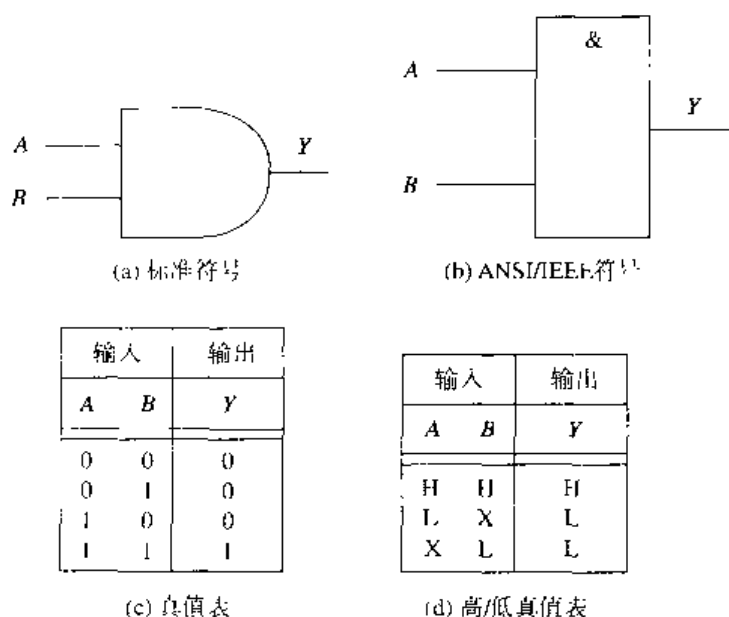 A
B
Y
(a) 标准符号
&
A
B
Y
(b) ANSI/IEEE符号
输入 输出
A B Y
0 0 0
0 1 0
1 0 0
1 1 1
(c) 真值表
输入 输出
A B Y
H H H
L X L
X L L
(d) 高/低真值表